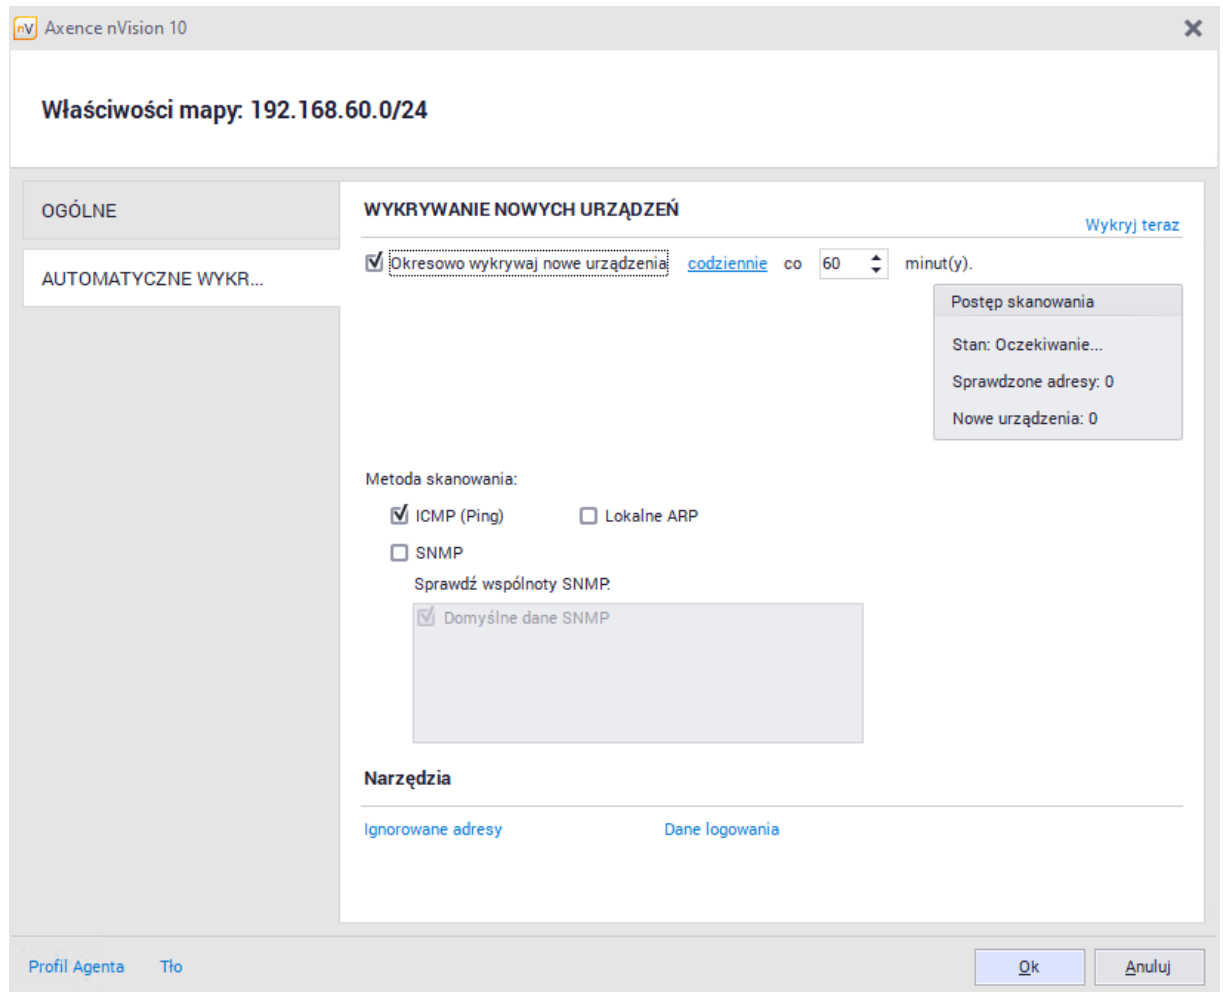 nV Axence nVision 10
Właściwości mapy: 192.168.60.0/24
OGÓLNE
AUTOMATYCZNE WYKR...
WYKRYWANIE NOWYCH URZĄDZEŃ
Wykryj teraz
Okresowo wykrywaj nowe urządzenia codziennie co 60 minut(y).
Postęp skanowania
Stan: Oczekiwanie...
Sprawdzone adresy: 0
Nowe urządzenia: 0
Metoda skanowania:
ICMP (Ping) Lokalne ARP
SNMP
Sprawdź wspólnoty SNMP:
Domyślne dane SNMP
Narzędzia
Ignorowane adresy Dane logowania
Profil Agenta Tło Ok Anuluj